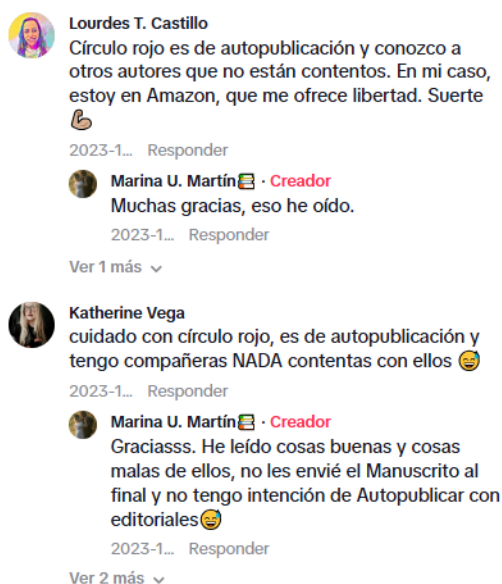 Lourdes T. Castillo
Círculo rojo es de autopublicación y conozco a
otros autores que no están contentos. En mi caso,
estoy en Amazon, que me ofrece libertad. Suerte
💪🏼
2023-1... Responder
Marina U. Martín📚 · Creador
Muchas gracias, eso he oído.
2023-1... Responder
Ver 1 más
Katherine Vega
cuidado con círculo rojo, es de autopublicación y
tengo compañeras NADA contentas con ellos 😅
2023-1... Responder
Marina U. Martín📚 · Creador
Graciasss. He leído cosas buenas y cosas
malas de ellos, no les envié el Manuscrito al
final y no tengo intención de Autopublicar con
editoriales😅
2023-1... Responder
Ver 2 más